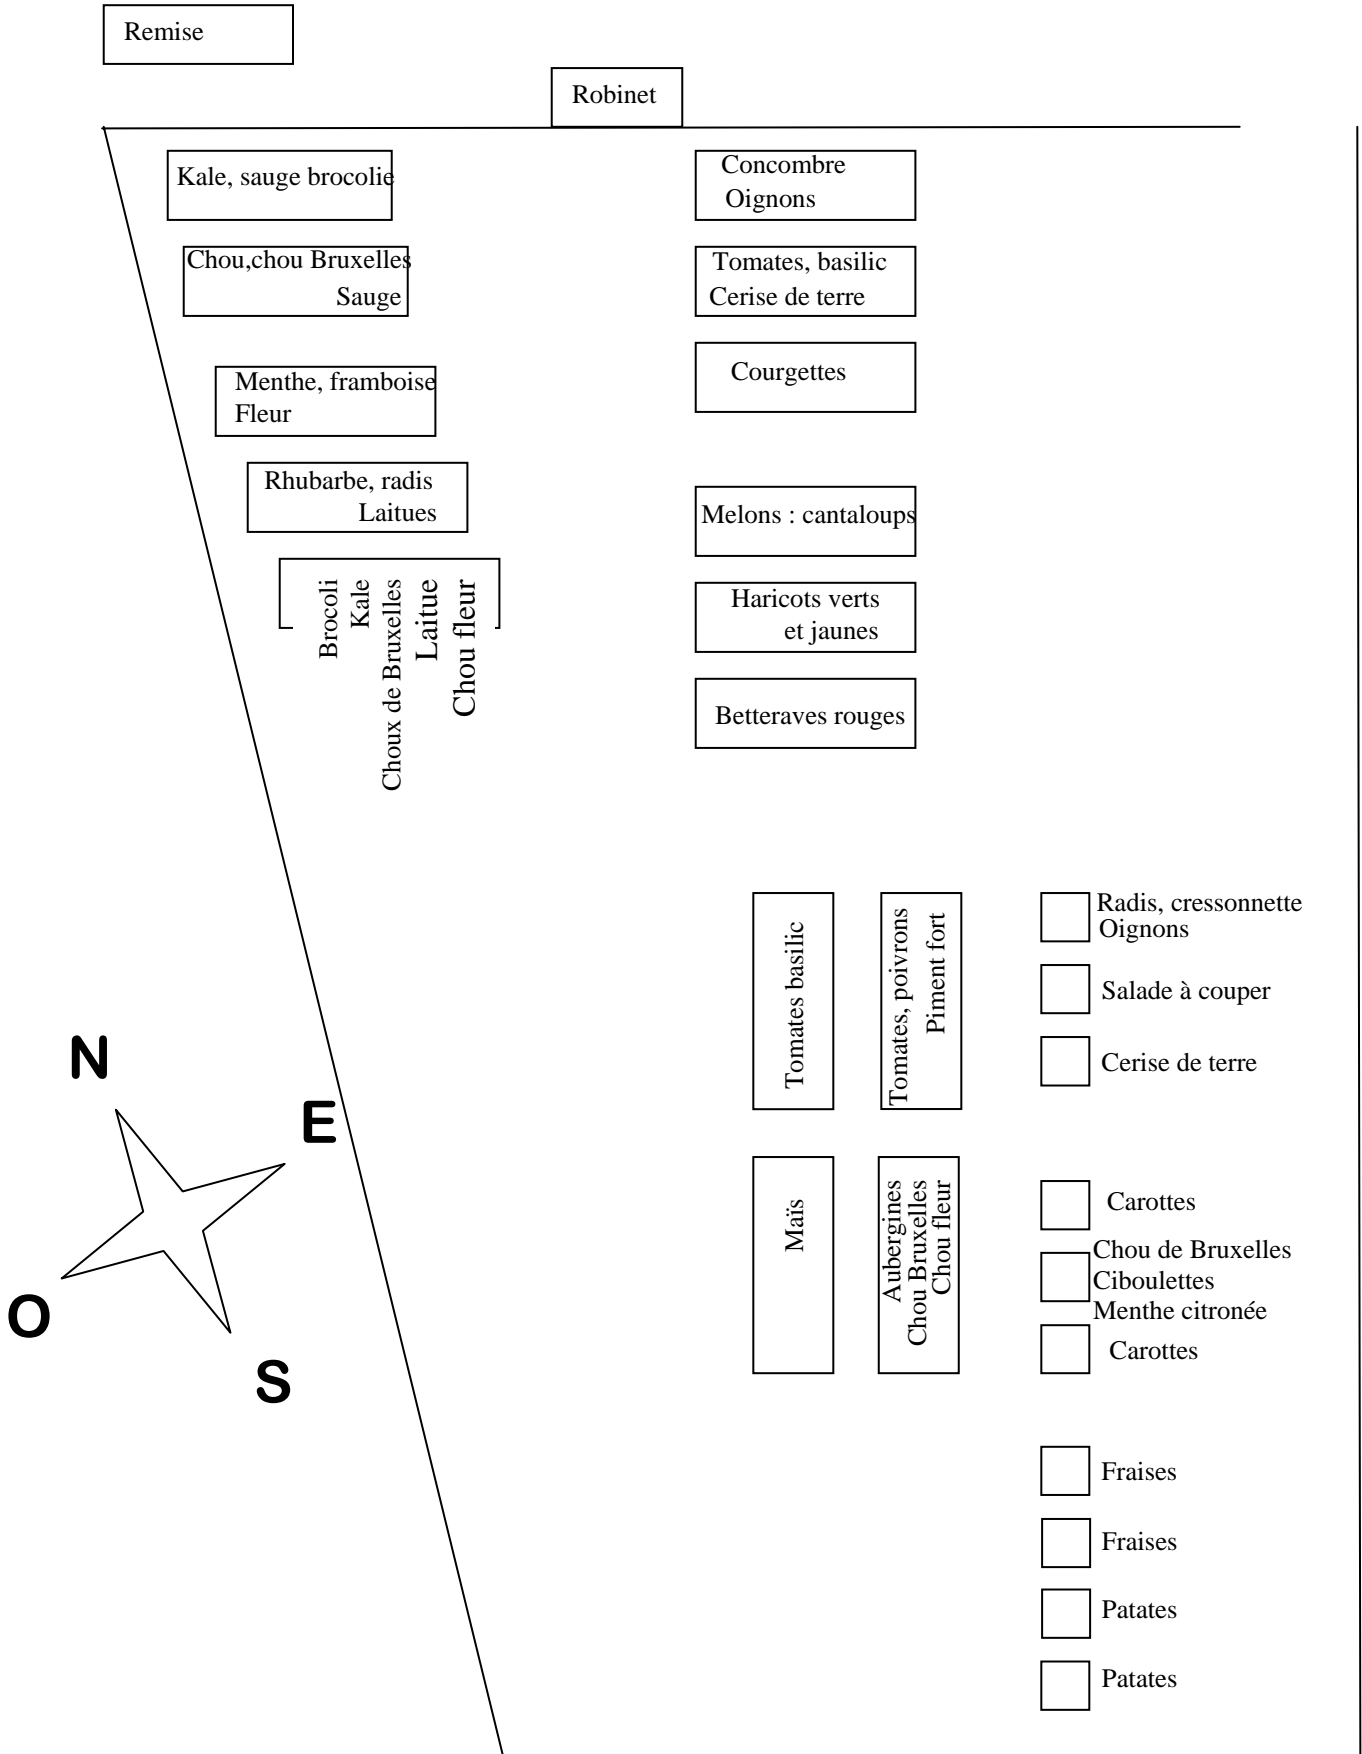 Remise
Robinet
Kale, sauge brocolie
Chou,chou Bruxelles
Sauge
Menthe, framboise
Fleur
Rhubarbe, radis
Laitues
Brocoli
Kale
Choux de Bruxelles
Laitue
Chou fleur
Concombre
Oignons
Tomates, basilic
Cerise de terre
Courgettes
Melons : cantaloups
Haricots verts
et jaunes
Betteraves rouges
Tomates basilic
Tomates, poivrons
Piment fort
Radis, cressonnette
Oignons
Salade à couper
Cerise de terre
Maïs
Aubergines
Chou Bruxelles
Chou fleur
Carottes
Chou de Bruxelles
Ciboulettes
Menthe citronée
Carottes
Fraises
Fraises
Patates
Patates
N
E
O
S